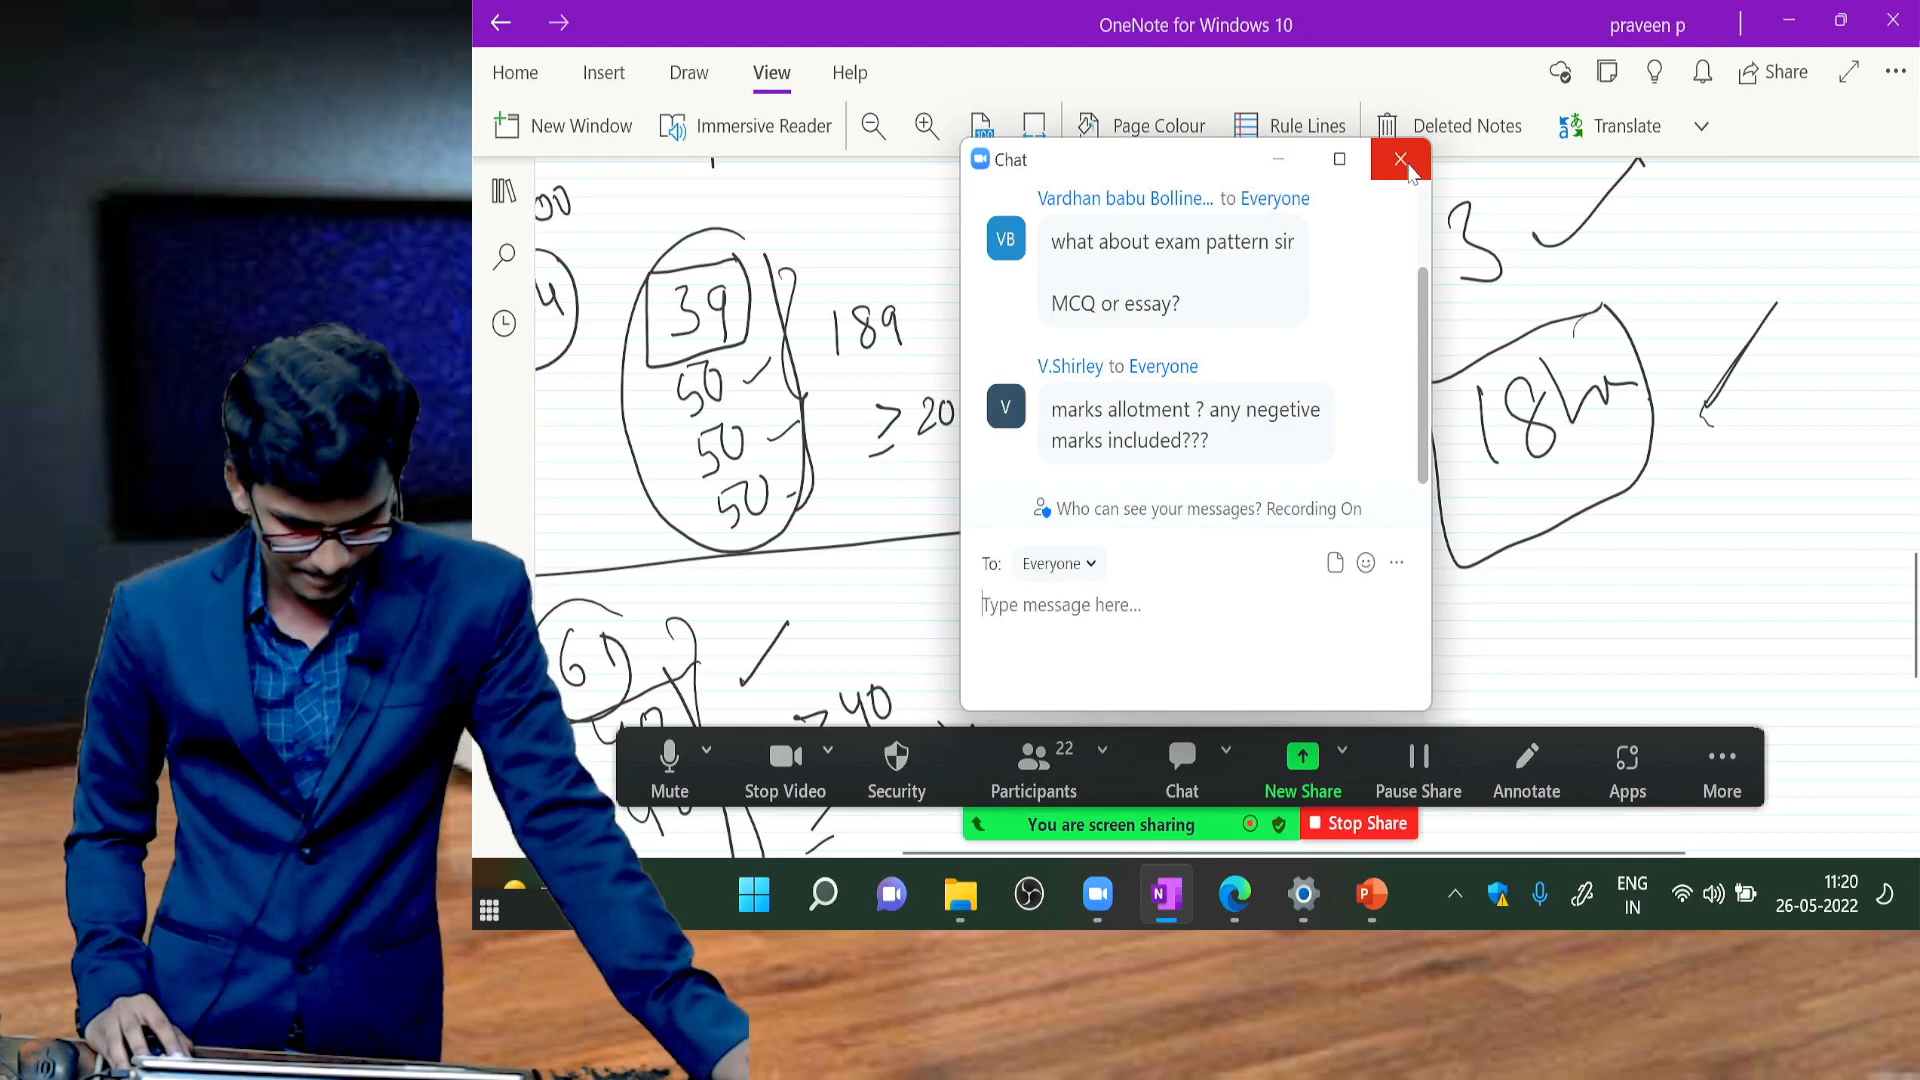 OneNote for Windows 10
praveen p
Home Insert Draw View Help
Share
New Window Immersive Reader
Page Colour Rule Lines Deleted Notes Translate
Chat
Vardhan babu Bolline... to Everyone
VB
what about exam pattern sir
MCQ or essay?
V.Shirley to Everyone
V
marks allotment ? any negetive
marks included???
Who can see your messages? Recording On
To: Everyone
Type message here...
39
50
50
50
189
≥ 20
3
18hr
60
40
≥
Mute Stop Video Security Participants 22 Chat New Share Pause Share Annotate Apps More
You are screen sharing Stop Share
ENG
IN
11:20
26-05-2022